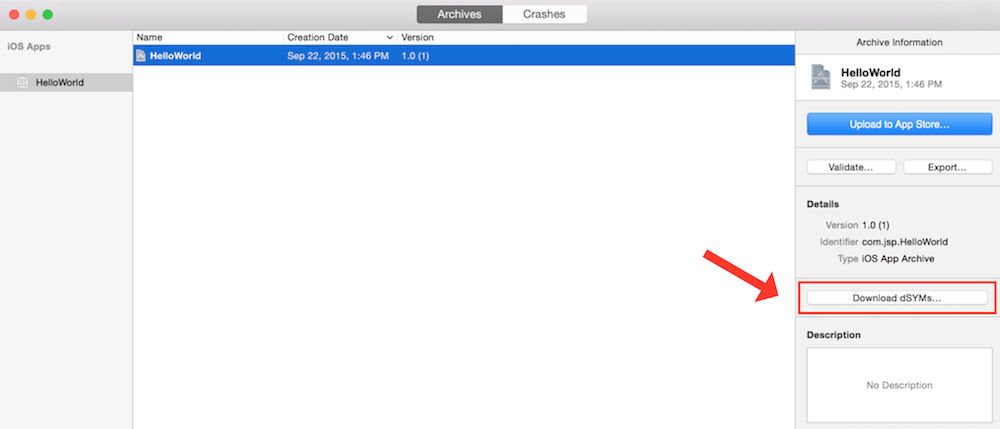 Archives Crashes
iOS Apps
HelloWorld
Name Creation Date Version
HelloWorld Sep 22, 2015, 1:46 PM 1.0 (1)
Archive Information
HelloWorld
Sep 22, 2015, 1:46 PM
Upload to App Store...
Validate... Export...
Details
Version 1.0 (1)
Identifier com.jsp.HelloWorld
Type iOS App Archive
Download dSYMs...
Description
No Description